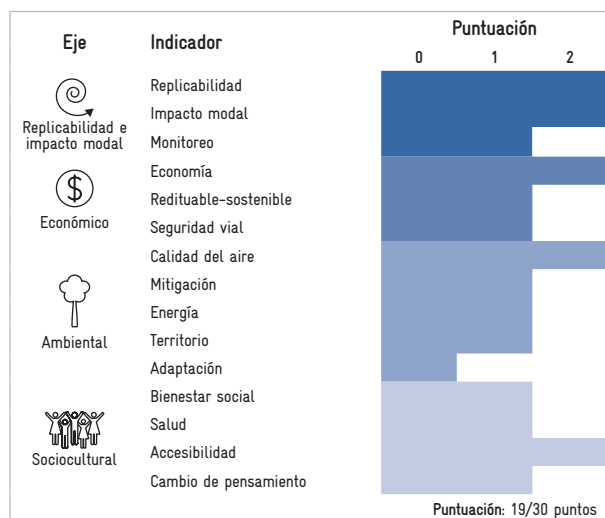 Eje Indicador Puntuación
0 1 2
Replicabilidad e
impacto modal
Replicabilidad
Impacto modal
Monitoreo
Económico
Economía
Redituable-sostenible
Seguridad vial
Ambiental
Calidad del aire
Mitigación
Energía
Territorio
Adaptación
Sociocultural
Bienestar social
Salud
Accesibilidad
Cambio de pensamiento
Puntuación: 19/30 puntos